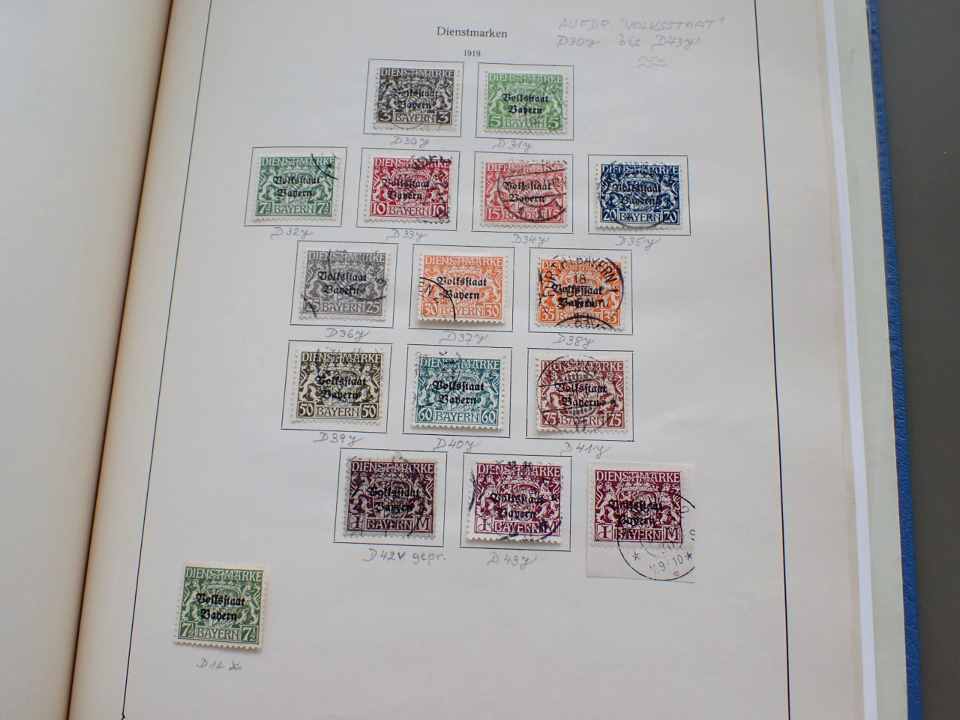 Dienstmarken
1919
AUFDR. "VOLKSSTAAT"
D30y bis D43y
DIENSTMARKE
Volksstaat
Bayern
3 BAYERN 3
D30y
DIENSTMARKE
Volksstaat
Bayern
5 BAYERN 5
D31y
DIENSTMARKE
Volksstaat
Bayern
7½ BAYERN 7½
D32y
DIENSTMARKE
Volksstaat
Bayern
10 BAYERN 10
D33y
DIENSTMARKE
Volksstaat
Bayern
15 BAYERN 15
D34y
DIENSTMARKE
Volksstaat
Bayern
20 BAYERN 20
D35y
DIENSTMARKE
Volksstaat
Bayern
25 BAYERN 25
D36y
DIENSTMARKE
Volksstaat
Bayern
30 BAYERN 30
D37y
Volksstaat
Bayern
35 BAYERN 35
D38y
DIENSTMARKE
Volksstaat
Bayern
50 BAYERN 50
D39y
DIENSTMARKE
Volksstaat
Bayern
60 BAYERN 60
D40y
DIENSTMARKE
Volksstaat
Bayern
75 BAYERN 75
D41y
DIENSTMARKE
Volksstaat
Bayern
1 BAYERN M
D42v gepr.
DIENSTMARKE
Volksstaat
Bayern
1 BAYERN M
D43y
DIENSTMARKE
Volksstaat
Bayern
1 BAYERN M
DIENSTMARKE
Volksstaat
Bayern
7½ BAYERN 7½